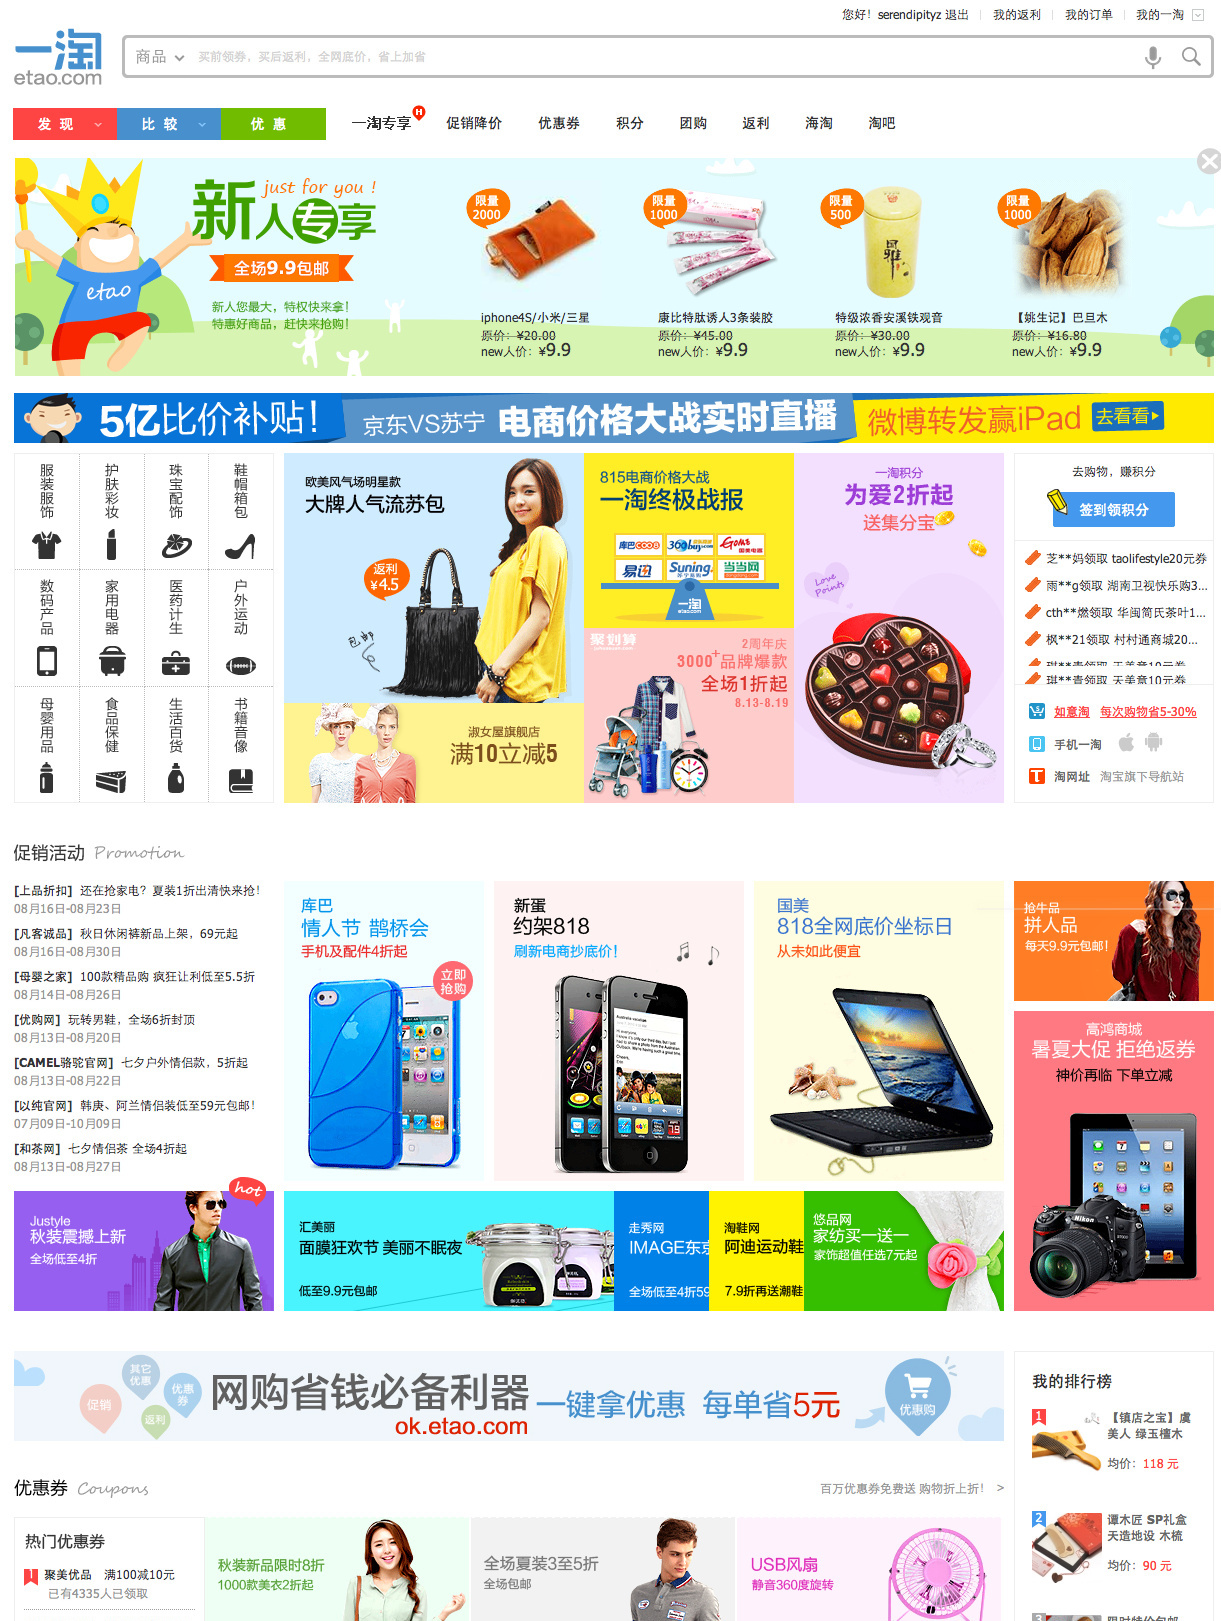 您好！serendipityz 退出 我的返利 我的订单 我的一淘
一淘
etao.com
商品 买前领券，买后返利，全网底价，省上加省
发 现 比 较 优 惠 一淘专享 H 促销降价 优惠券 积分 团购 返利 海淘 淘吧
just for you !
新人专享
全场9.9包邮
新人您最大，特权快来拿！
特惠好商品，赶快来抢购！
etao
限量 2000
iphone4S/小米/三星
原价：¥20.00
new人价：¥9.9
限量 1000
康比特肽诱人3条装胶
原价：¥45.00
new人价：¥9.9
限量 500
特级浓香安溪铁观音
原价：¥30.00
new人价：¥9.9
限量 1000
【姚生记】巴旦木
原价：¥16.80
new人价：¥9.9
5亿比价补贴！ 京东VS苏宁 电商价格大战实时直播 微博转发赢iPad 去看看
服装服饰 护肤彩妆 珠宝配饰 鞋帽箱包
数码产品 家用电器 医药计生 户外运动
母婴用品 食品保健 生活百货 书籍音像
欧美风气场明星款
大牌人气流苏包
返利
¥4.5
包邮
淑女屋旗舰店
满10立减5
815电商价格大战
一淘终极战报
库巴coo8 360buy.com Gome 国美电器
易迅 Suning 当当网
一淘
etao.com
聚划算
2周年庆
3000+品牌爆款
全场1折起
8.13-8.19
一淘积分
为爱2折起
送集分宝
Love Points
去购物，赚积分
签到领积分
芝**妈领取 taolifestyle20元券
雨**g领取 湖南卫视快乐购3...
cth**燃领取 华闽简氏茶叶1...
枫**21领取 村村通商城20...
琪**青领取 天美意10元券
琪**青领取 天美意10元券
如意淘 每次购物省5-30%
手机一淘
淘网址 淘宝旗下导航站
促销活动 Promotion
[上品折扣] 还在抢家电？夏装1折出清快来抢！
08月16日-08月23日
[凡客诚品] 秋日休闲裤新品上架，69元起
08月16日-08月30日
[母婴之家] 100款精品购 疯狂让利低至5.5折
08月14日-08月26日
[优购网] 玩转男鞋，全场6折封顶
08月13日-08月20日
[CAMEL骆驼官网] 七夕户外情侣款，5折起
08月13日-08月22日
[以纯官网] 韩庚、阿兰情侣装低至59元包邮！
07月09日-10月09日
[和茶网] 七夕情侣茶 全场4折起
08月13日-08月27日
库巴
情人节 鹊桥会
手机及配件4折起
立即
抢购
新蛋
约架818
刷新电商抄底价！
国美
818全网底价坐标日
从未如此便宜
抢牛品
拼人品
每天9.9元包邮！
高鸿商城
暑夏大促 拒绝返券
神价再临 下单立减
Nikon
hot
Justyle
秋装震撼上新
全场低至4折
汇美丽
面膜狂欢节 美丽不眠夜
低至9.9元包邮
走秀网
IMAGE东京
全场低至4折59
淘鞋网
阿迪运动鞋
7.9折再送潮鞋
悠品网
家纺买一送一
家饰超值任选7元起
促销 其它优惠 返利 优惠券
网购省钱必备利器 一键拿优惠 每单省5元
ok.etao.com
优惠购
我的排行榜
1 【镇店之宝】虞
美人 绿玉檀木
均价：118 元
2 谭木匠 SP礼盒
天造地设 木梳
均价：90 元
3 限时特价包邮
优惠券 Coupons 百万优惠券免费送 购物折上折！ >
热门优惠券
1 聚美优品 满100减10元
已有4335人已领取
秋装新品限时8折
1000款美衣2折起
全场夏装3至5折
全场包邮
USB风扇
静音360度旋转